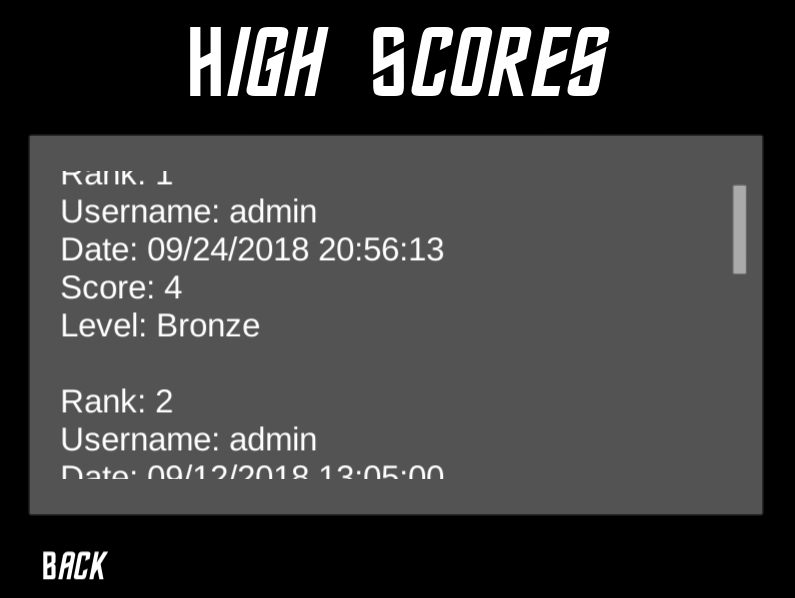 HIGH SCORES
Rank: 1
Username: admin
Date: 09/24/2018 20:56:13
Score: 4
Level: Bronze
Rank: 2
Username: admin
Date: 09/12/2018 13:05:00
BACK